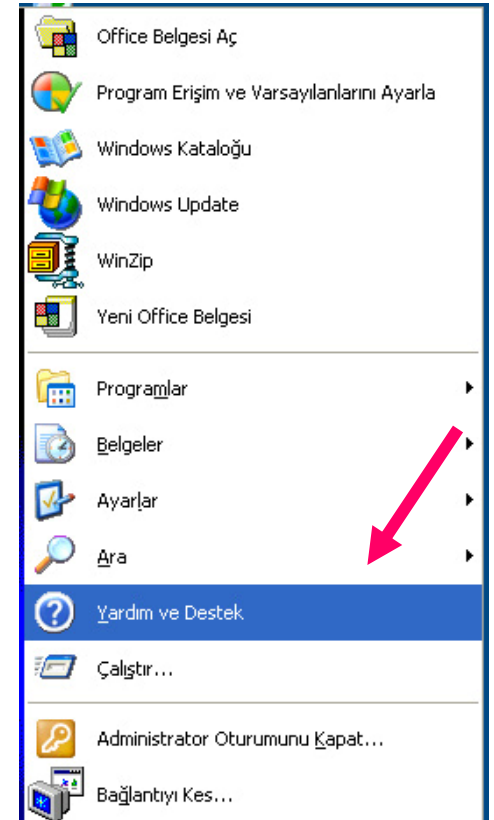 Office Belgesi Aç
Program Erişim ve Varsayılanlarını Ayarla
Windows Kataloğu
Windows Update
WinZip
Yeni Office Belgesi
Programlar
Belgeler
Ayarlar
Ara
Yardım ve Destek
Çalıştır...
Administrator Oturumunu Kapat...
Bağlantıyı Kes...